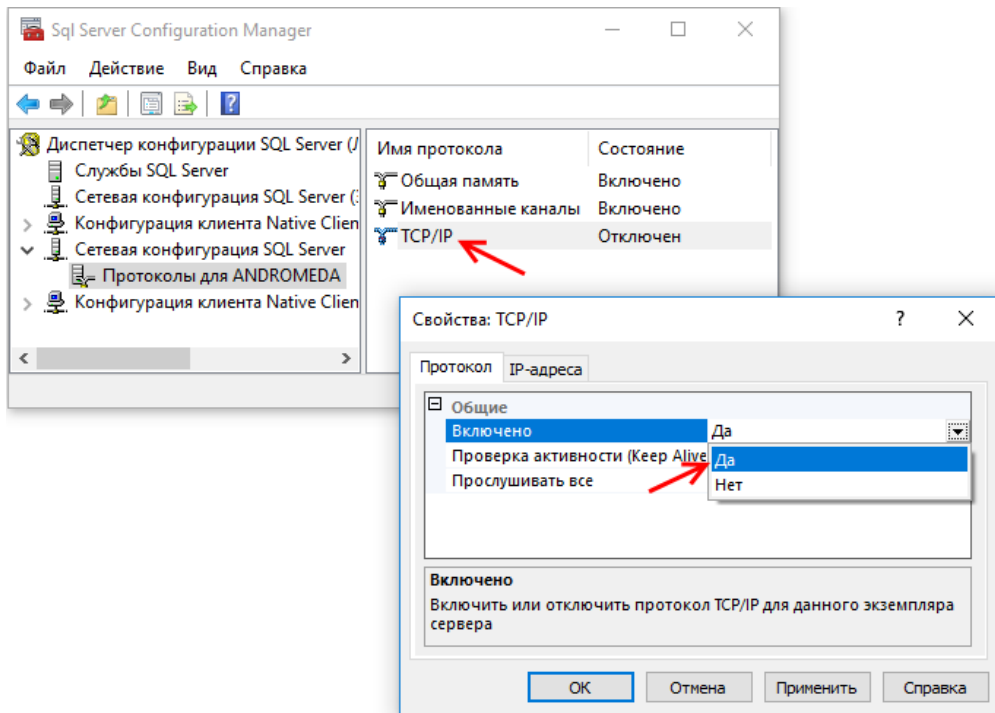 Sql Server Configuration Manager
Файл Действие Вид Справка
Диспетчер конфигурации SQL Server (Л
Службы SQL Server
Сетевая конфигурация SQL Server (
Конфигурация клиента Native Clien
Сетевая конфигурация SQL Server
Протоколы для ANDROMEDA
Конфигурация клиента Native Clien
Имя протокола Состояние
Общая память Включено
Именованные каналы Включено
TCP/IP Отключен
Свойства: TCP/IP
Протокол IP-адреса
Общие
Включено Да
Проверка активности (Keep Alive Да
Прослушивать все Нет
Включено
Включить или отключить протокол TCP/IP для данного экземпляра
сервера
ОК Отмена Применить Справка